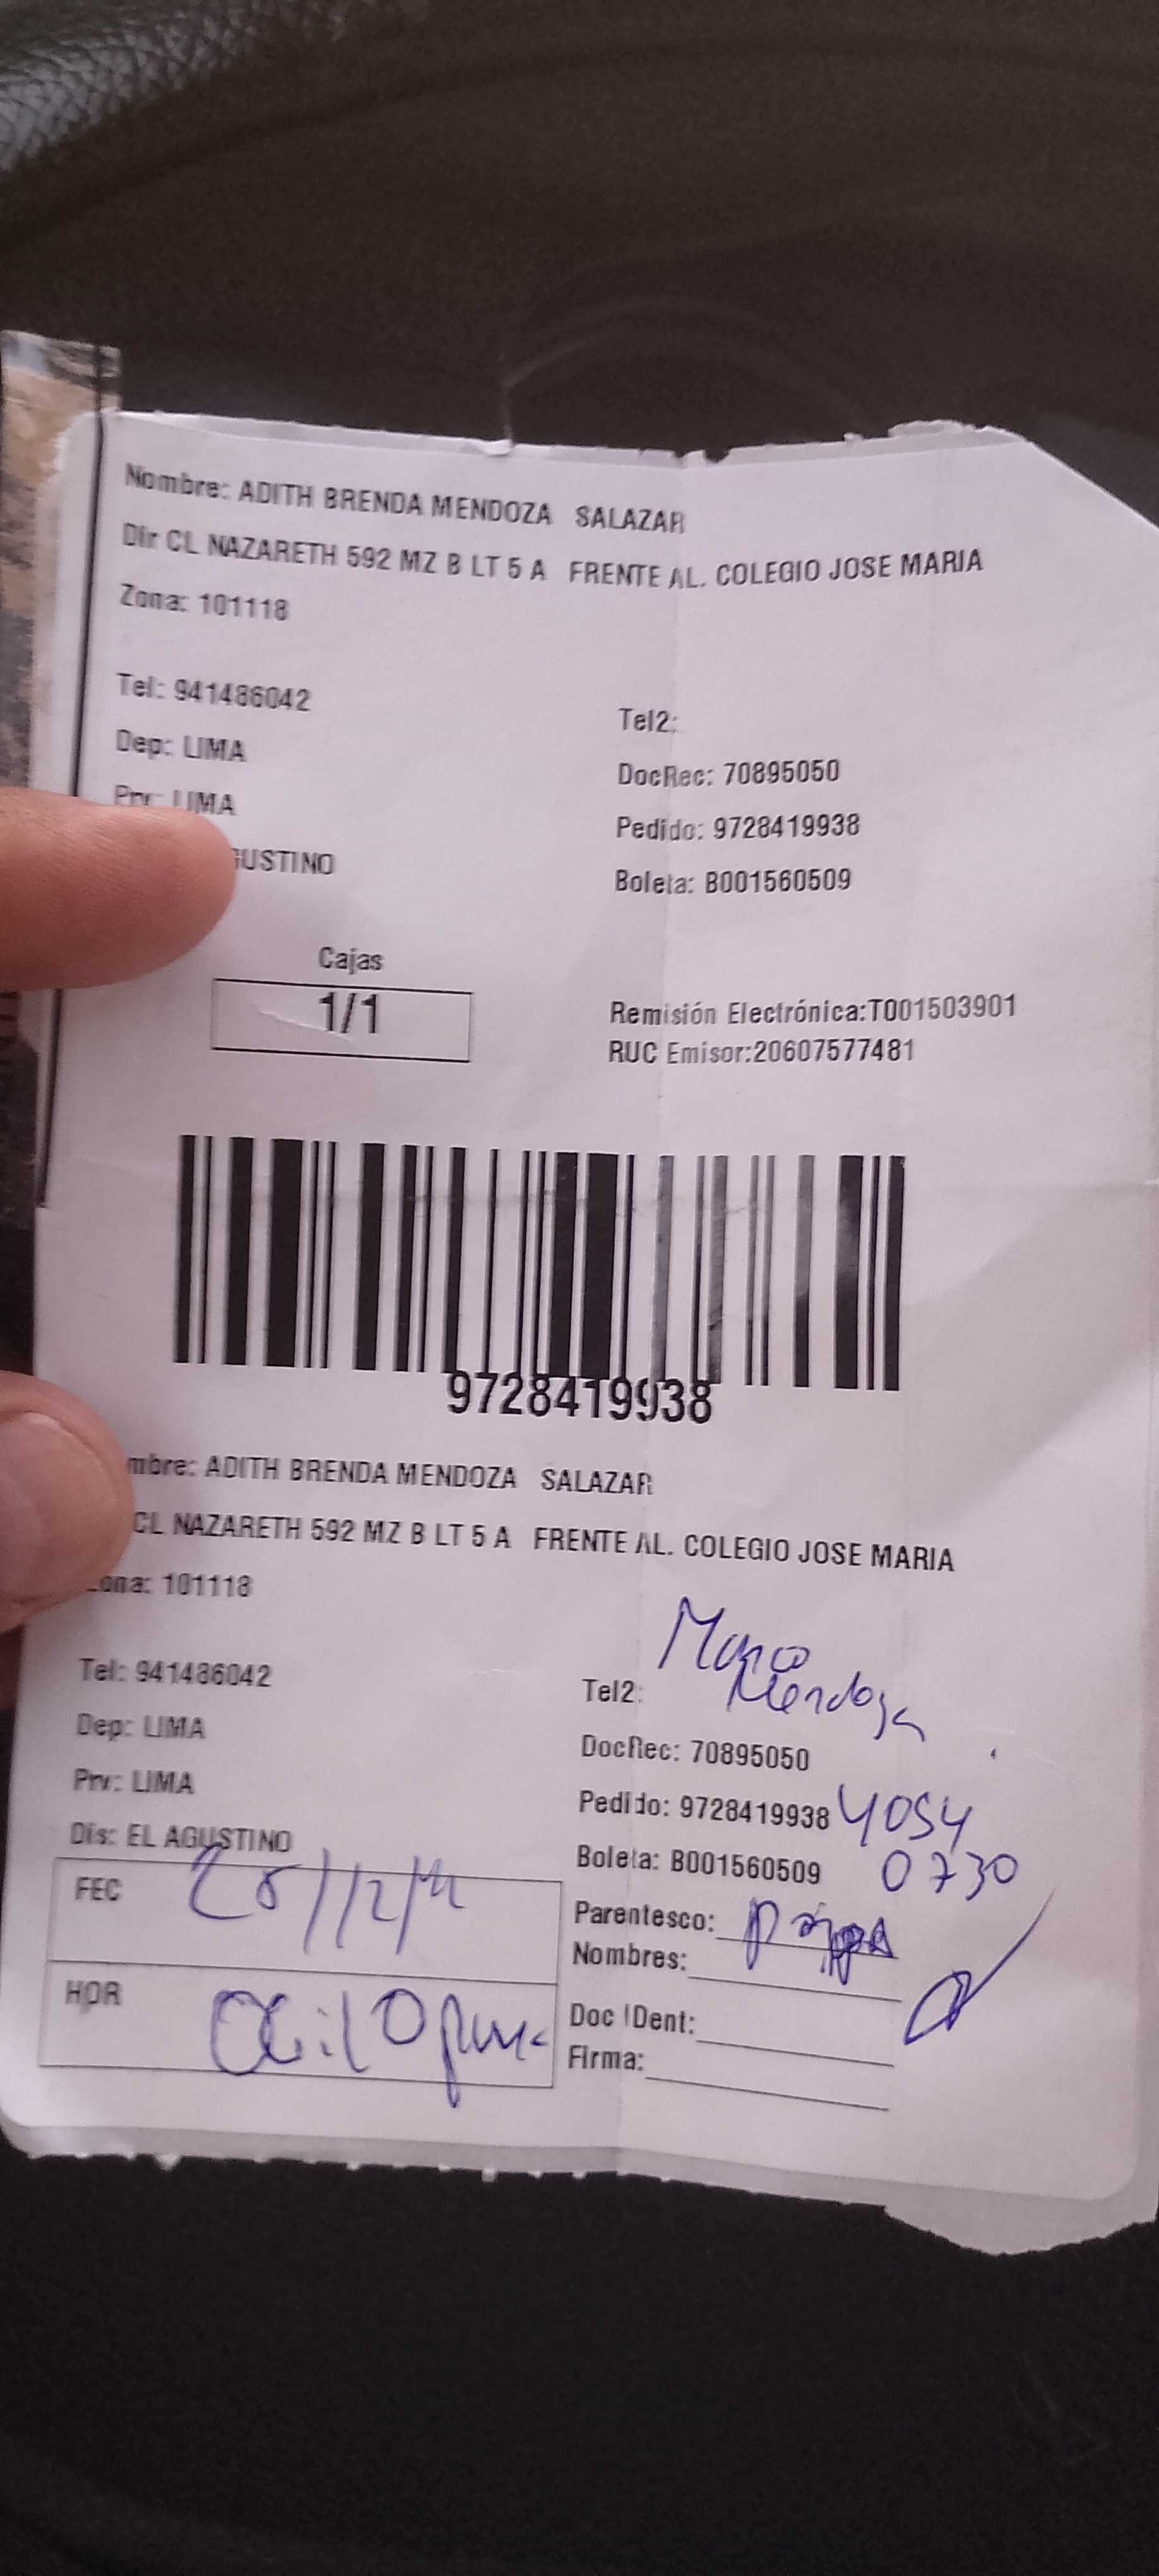 Nombre: ADITH BRENDA MENDOZA SALAZAR
Dir CL NAZARETH 592 MZ B LT 5 A FRENTE AL. COLEGIO JOSE MARIA
Zona: 101118
Tel: 941486042
Tel2:
Dep: LIMA
DocRec: 70895050
Prv: LIMA
Pedido: 9728419938
GUSTINO
Boleta: B001560509
Cajas
1/1
Remisión Electrónica:T001503901
RUC Emisor:20607577481
9728419938
mbre: ADITH BRENDA MENDOZA SALAZAR
CL NAZARETH 592 MZ B LT 5 A FRENTE AL. COLEGIO JOSE MARIA
Zona: 101118
Mendoza
Tel: 941486042
Tel2:
Dep: LIMA
DocRec: 70895050
Prv: LIMA
Pedido: 9728419938 4054
Dis: EL AGUSTINO
Boleta: B001560509 0730
FEC
Parentesco:
Nombres:
HOR
Doc IDent:
Firma: